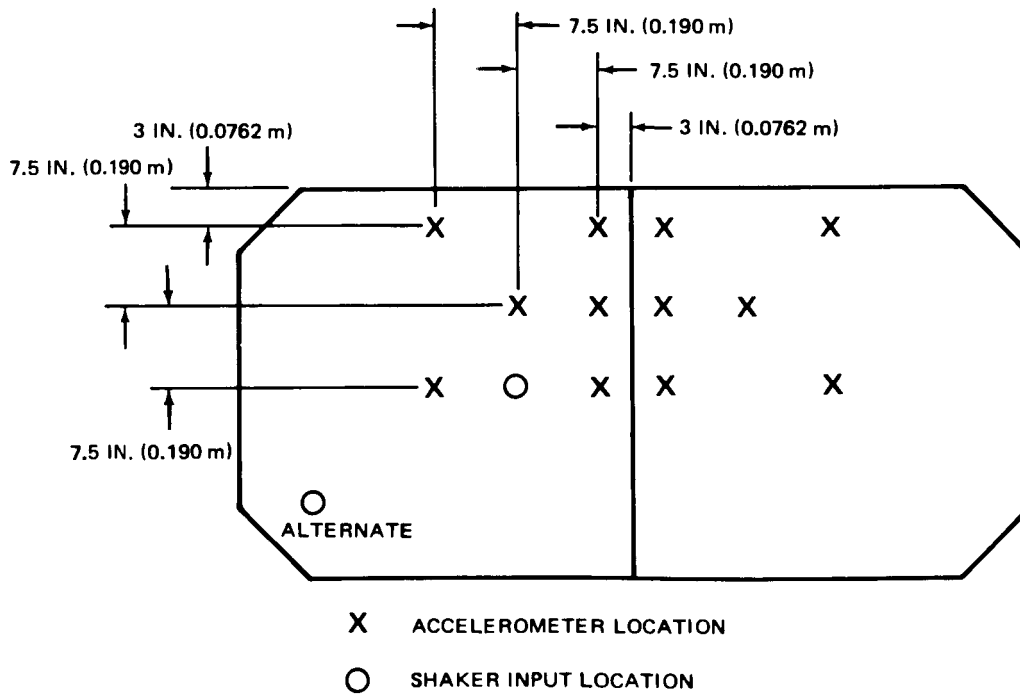 7.5 IN. (0.190 m)
7.5 IN. (0.190 m)
3 IN. (0.0762 m)
3 IN. (0.0762 m)
7.5 IN. (0.190 m)
X X X X
X X X X
X X X X
7.5 IN. (0.190 m)
ALTERNATE
X ACCELEROMETER LOCATION
SHAKER INPUT LOCATION